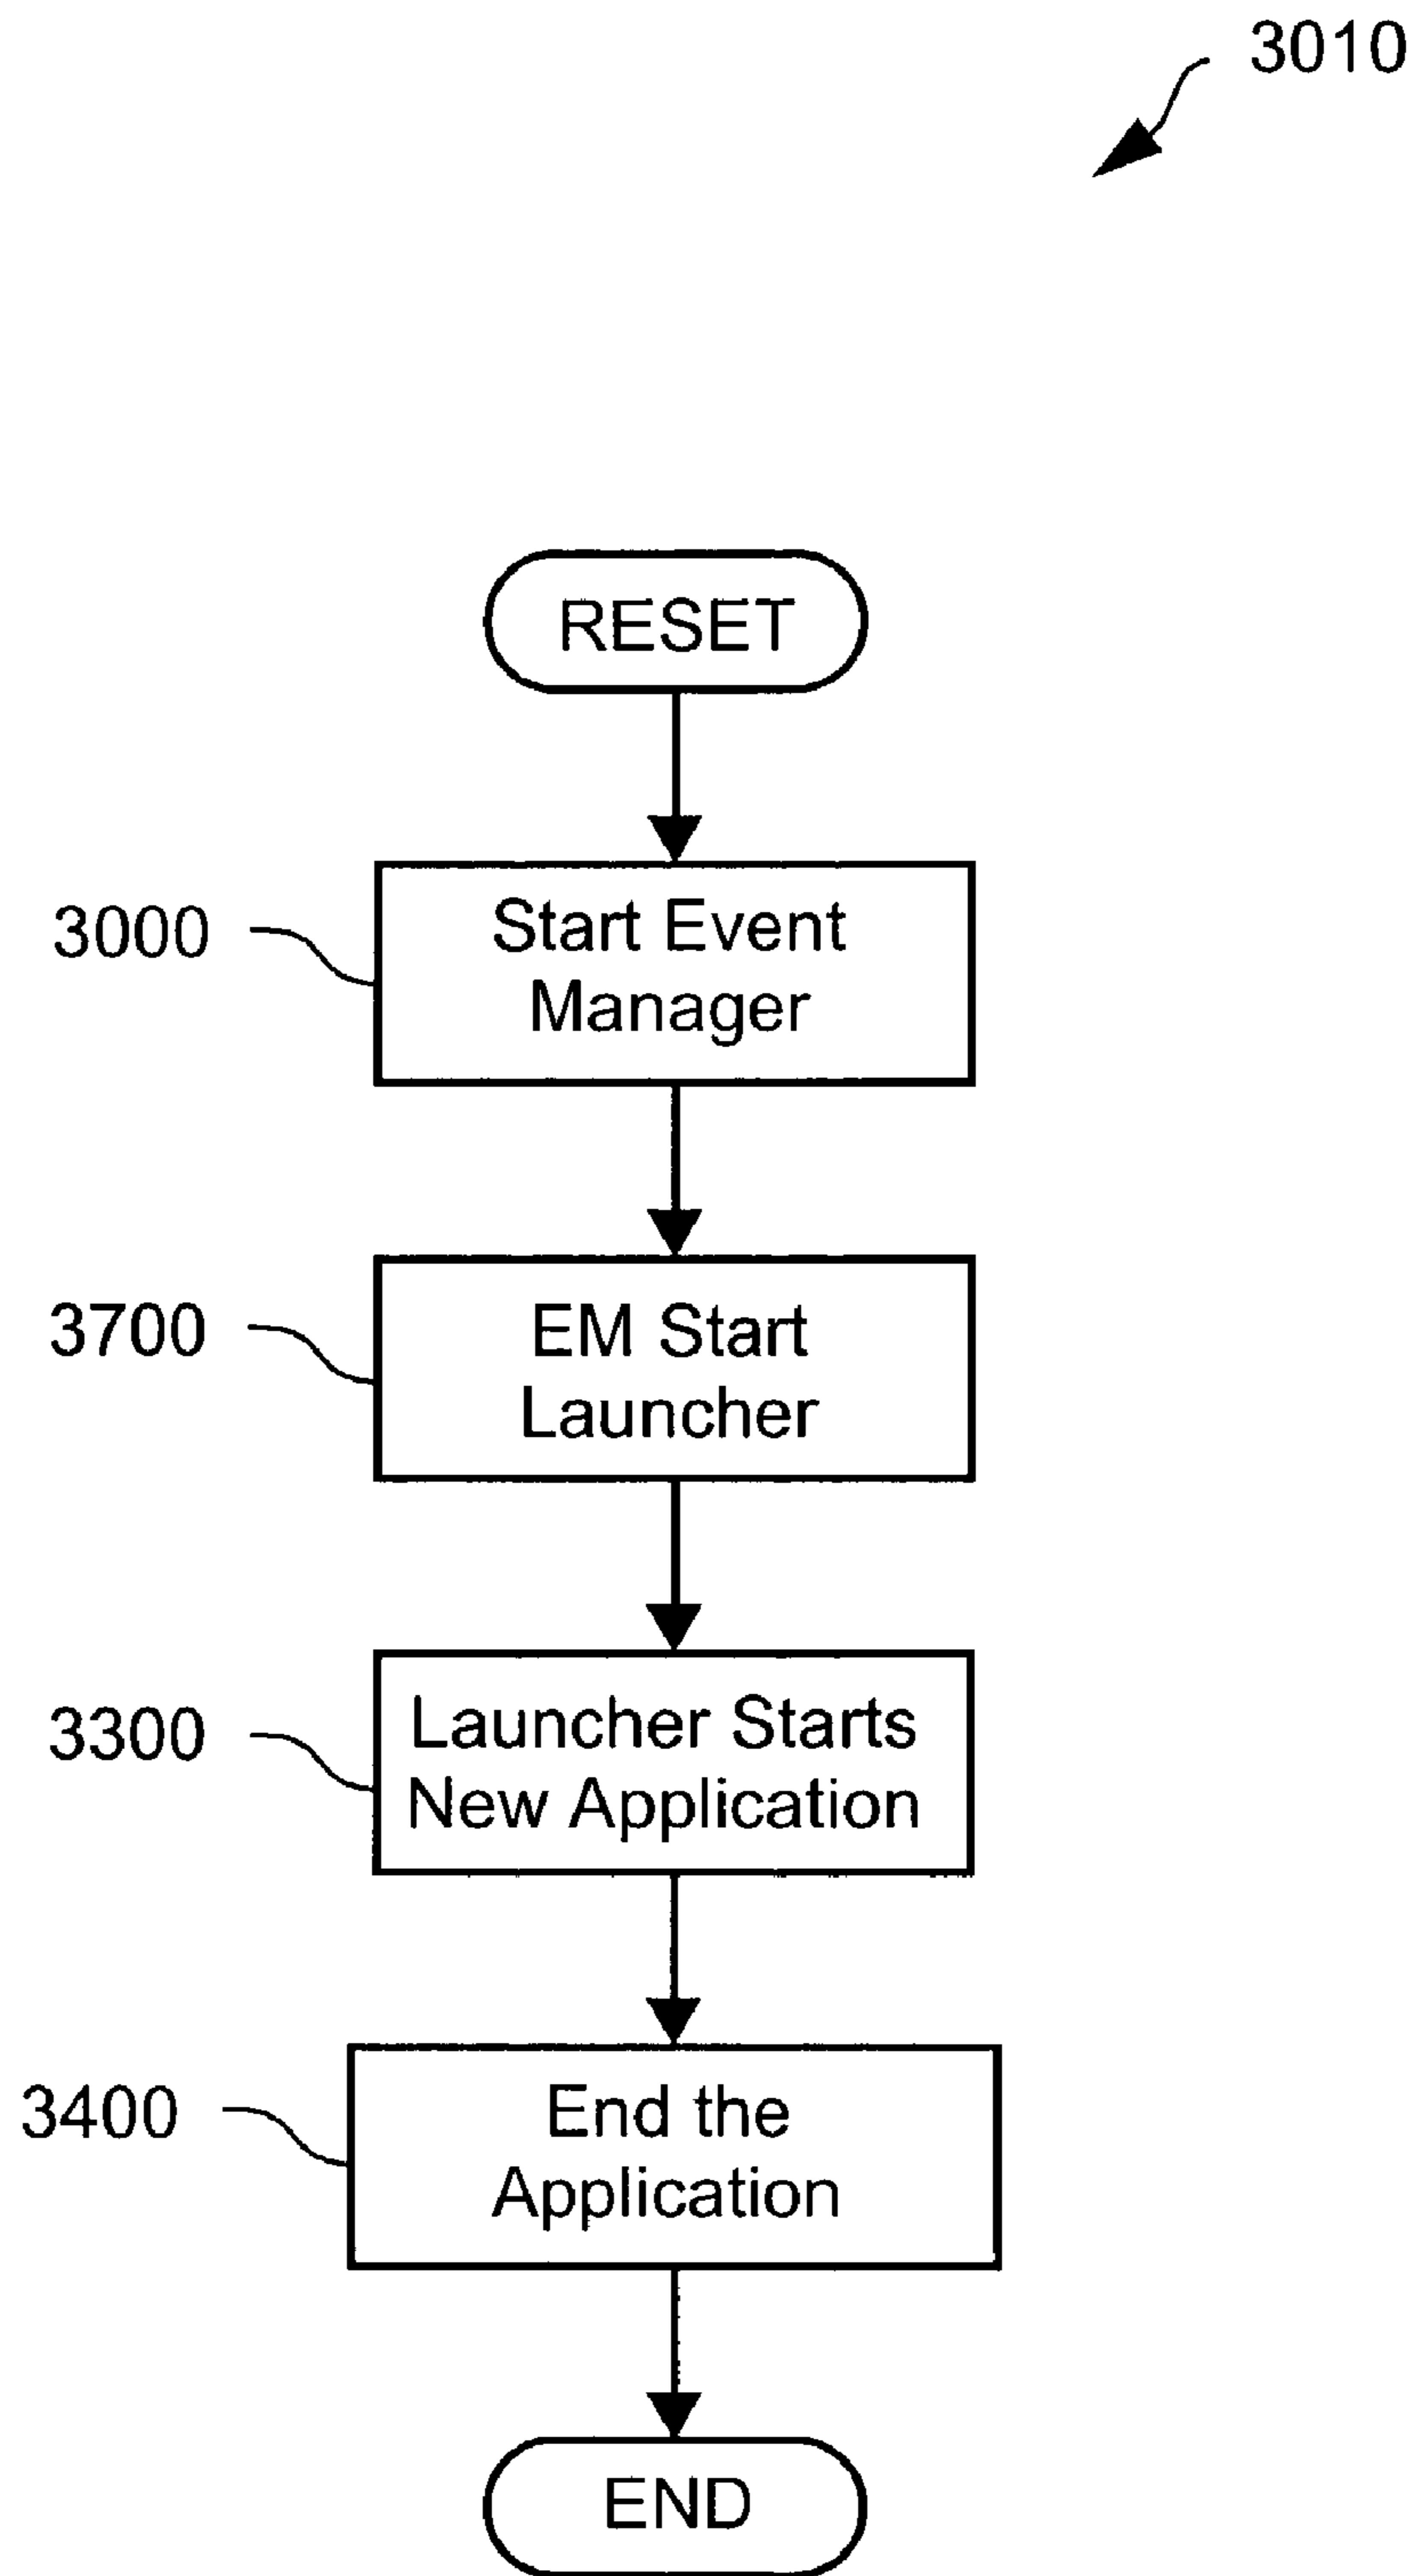 3010
RESET
3000
Start Event
Manager
3700
EM Start
Launcher
3300
Launcher Starts
New Application
3400
End the
Application
END